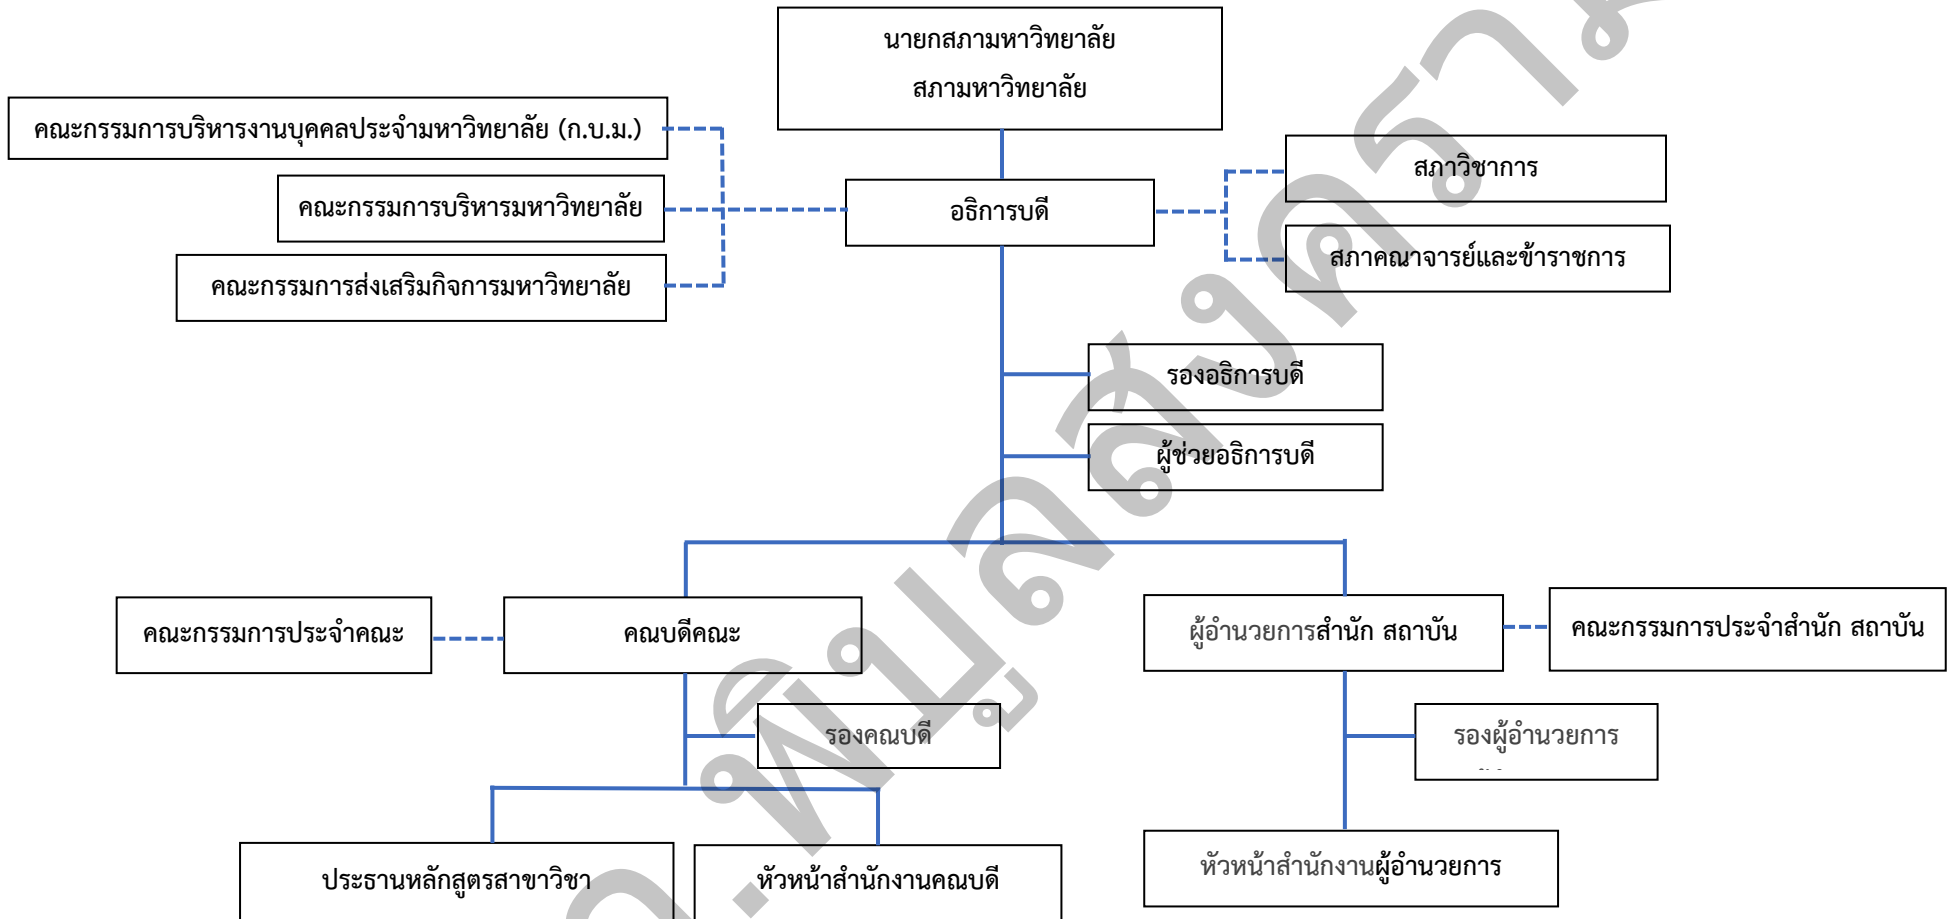 นายกสภามหาวิทยาลัย
สภามหาวิทยาลัย
คณะกรรมการบริหารงานบุคคลประจำมหาวิทยาลัย (ก.บ.ม.)
สภาวิชาการ
คณะกรรมการบริหารมหาวิทยาลัย
อธิการบดี
สภาคณาจารย์และข้าราชการ
คณะกรรมการส่งเสริมกิจการมหาวิทยาลัย
รองอธิการบดี
ผู้ช่วยอธิการบดี
คณะกรรมการประจำคณะ
คณบดีคณะ
ผู้อำนวยการสำนัก สถาบัน
คณะกรรมการประจำสำนัก สถาบัน
รองคณบดี
รองผู้อำนวยการ
ประธานหลักสูตรสาขาวิชา
หัวหน้าสำนักงานคณบดี
หัวหน้าสำนักงานผู้อำนวยการ
พิบูลสงคราม